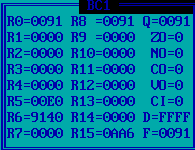 BC1
R0=0091 R8 =0091 Q=0091
R1=0000 R9 =0000 ZO=0
R2=0000 R10=0000 NO=0
R3=0000 R11=0000 CO=0
R4=0000 R12=0000 VO=0
R5=00E0 R13=0000 CI=0
R6=9140 R14=0000 D=FFFF
R7=0000 R15=0AA6 F=0091